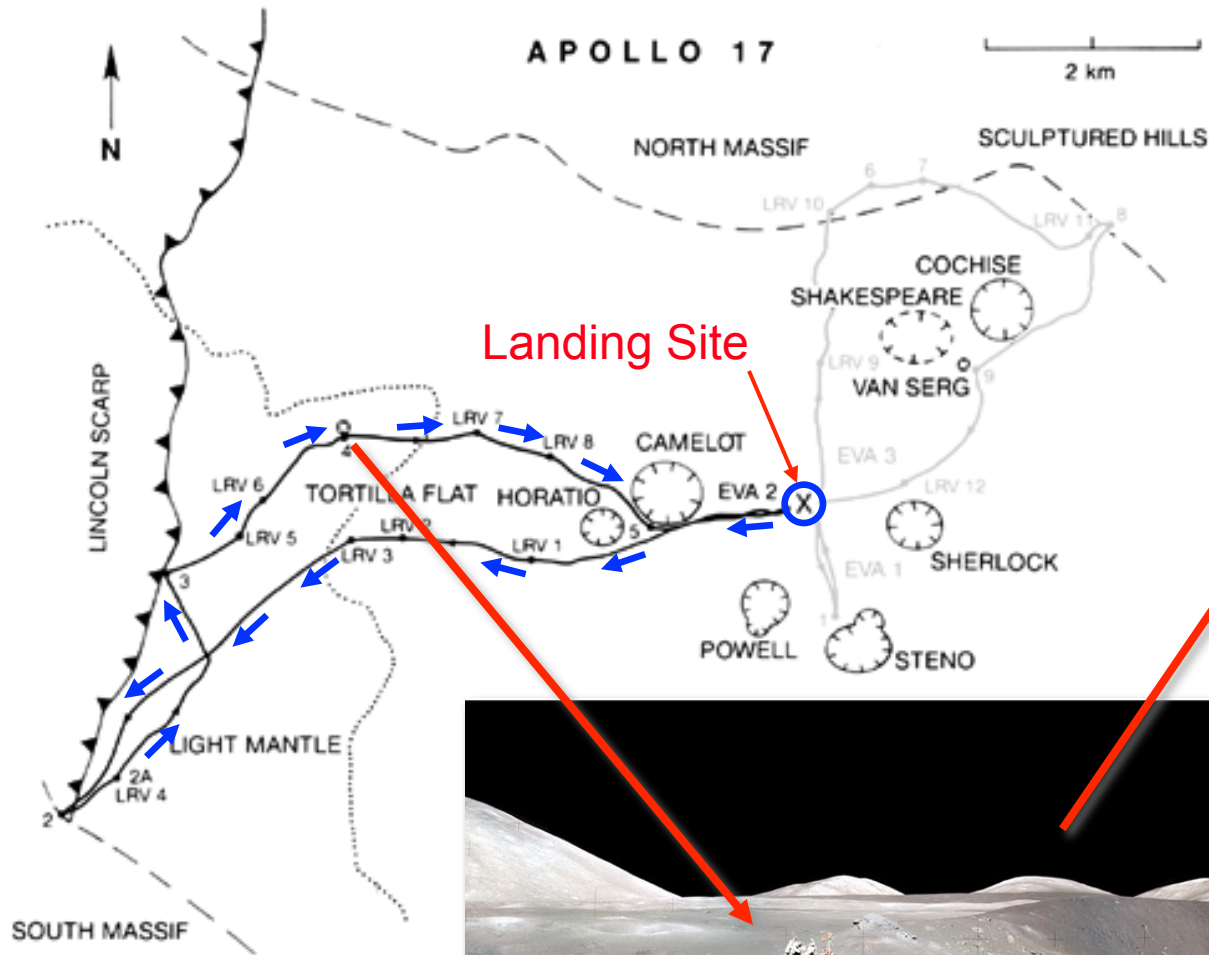 APOLLO 17
2 km
N
NORTH MASSIF
SCULPTURED HILLS
6
7
LRV 10
LRV 11
8
COCHISE
SHAKESPEARE
Landing Site
LRV 9
VAN SERG
9
LINCOLN SCARP
LRV 7
4
LRV 8
CAMELOT
EVA 3
LRV 6
TORTILLA FLAT
HORATIO
EVA 2
X
LRV 12
LRV 5
LRV 2
5
LRV 3
LRV 1
SHERLOCK
3
EVA 1
1
POWELL
STENO
LIGHT MANTLE
2A
LRV 4
2
SOUTH MASSIF